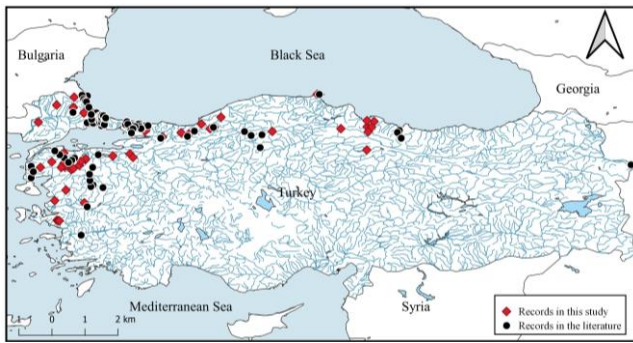 Bulgaria
Black Sea
Georgia
Turkey
Mediterranean Sea
Syria
0 1 2 km
Records in this study
Records in the literature